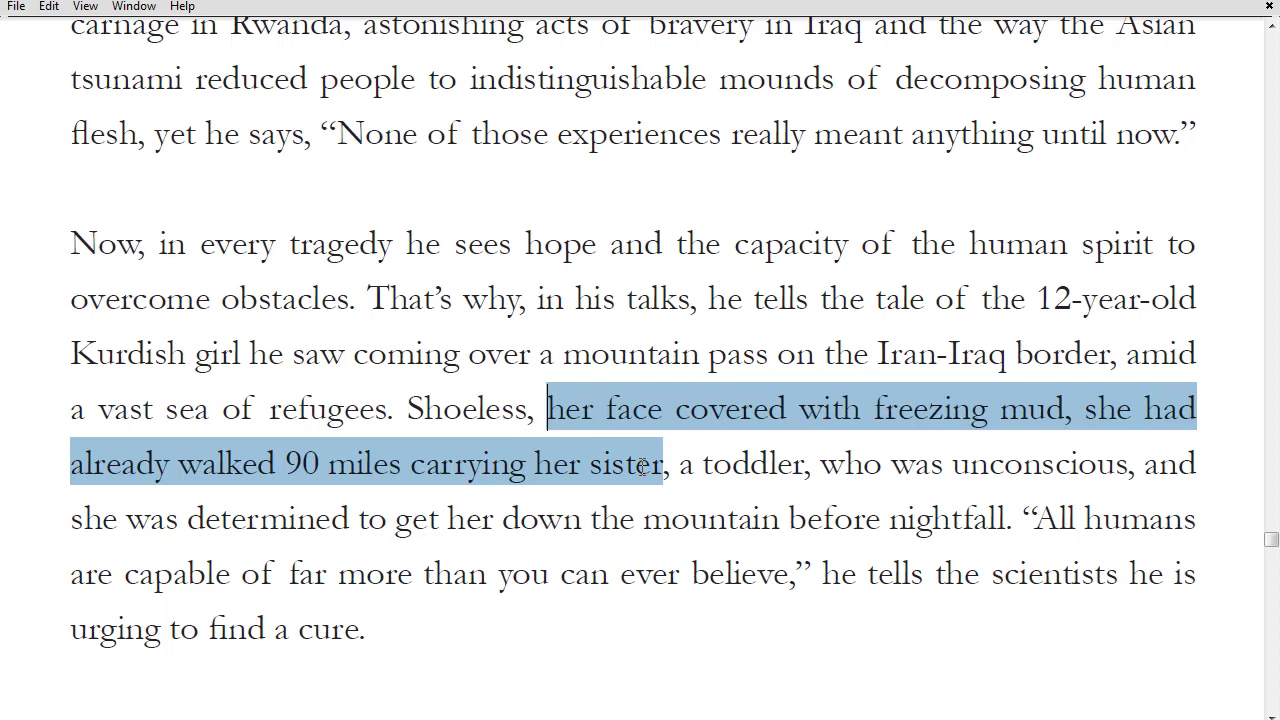 File Edit View Window Help
carnage in Rwanda, astonishing acts of bravery in Iraq and the way the Asian
tsunami reduced people to indistinguishable mounds of decomposing human
flesh, yet he says, “None of those experiences really meant anything until now.”
Now, in every tragedy he sees hope and the capacity of the human spirit to
overcome obstacles. That’s why, in his talks, he tells the tale of the 12-year-old
Kurdish girl he saw coming over a mountain pass on the Iran-Iraq border, amid
a vast sea of refugees. Shoeless, her face covered with freezing mud, she had
already walked 90 miles carrying her sister, a toddler, who was unconscious, and
she was determined to get her down the mountain before nightfall. “All humans
are capable of far more than you can ever believe,” he tells the scientists he is
urging to find a cure.